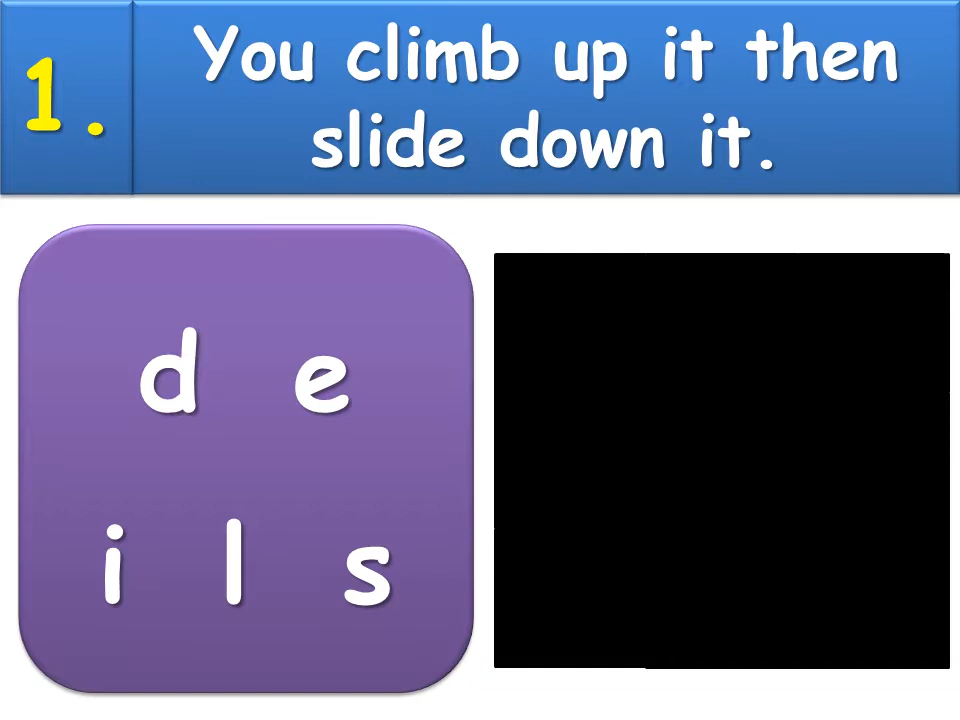 1.
You climb up it then
slide down it.
d e
i l s